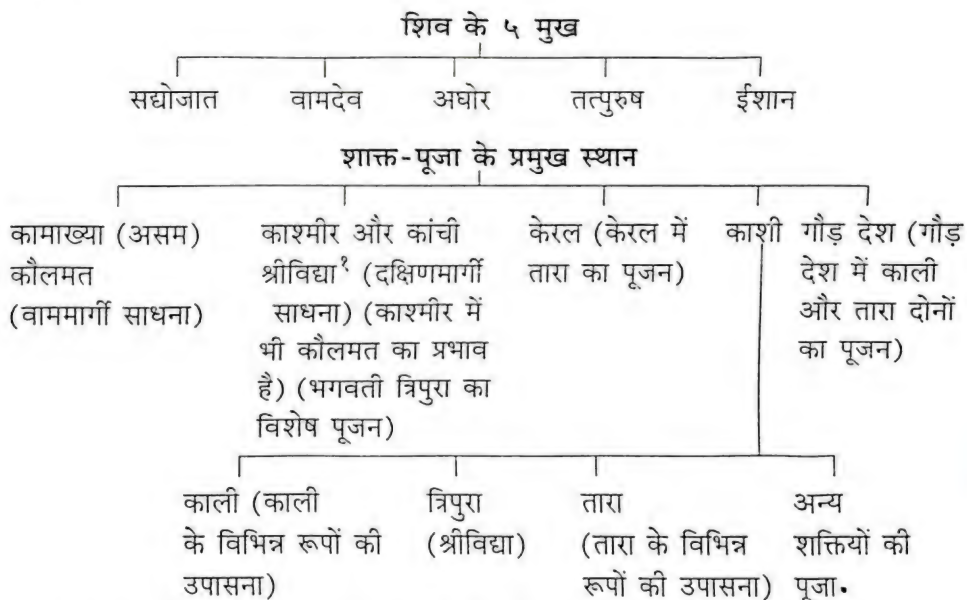 शिव के ५ मुख
सद्योजात वामदेव अघोर तत्पुरुष ईशान
शाक्त-पूजा के प्रमुख स्थान
कामाख्या (असम)
कौलमत
(वाममार्गी साधना)
काश्मीर और कांची
श्रीविद्या१ (दक्षिणमार्गी
साधना) (काश्मीर में
भी कौलमत का प्रभाव
है) (भगवती त्रिपुरा का
विशेष पूजन)
केरल (केरल में
तारा का पूजन)
काशी
गौड़ देश (गौड़
देश में काली
और तारा दोनों
का पूजन)
काली (काली
के विभिन्न रूपों की
उपासना)
त्रिपुरा
(श्रीविद्या)
तारा
(तारा के विभिन्न
रूपों की उपासना)
अन्य
शक्तियों की
पूजा.